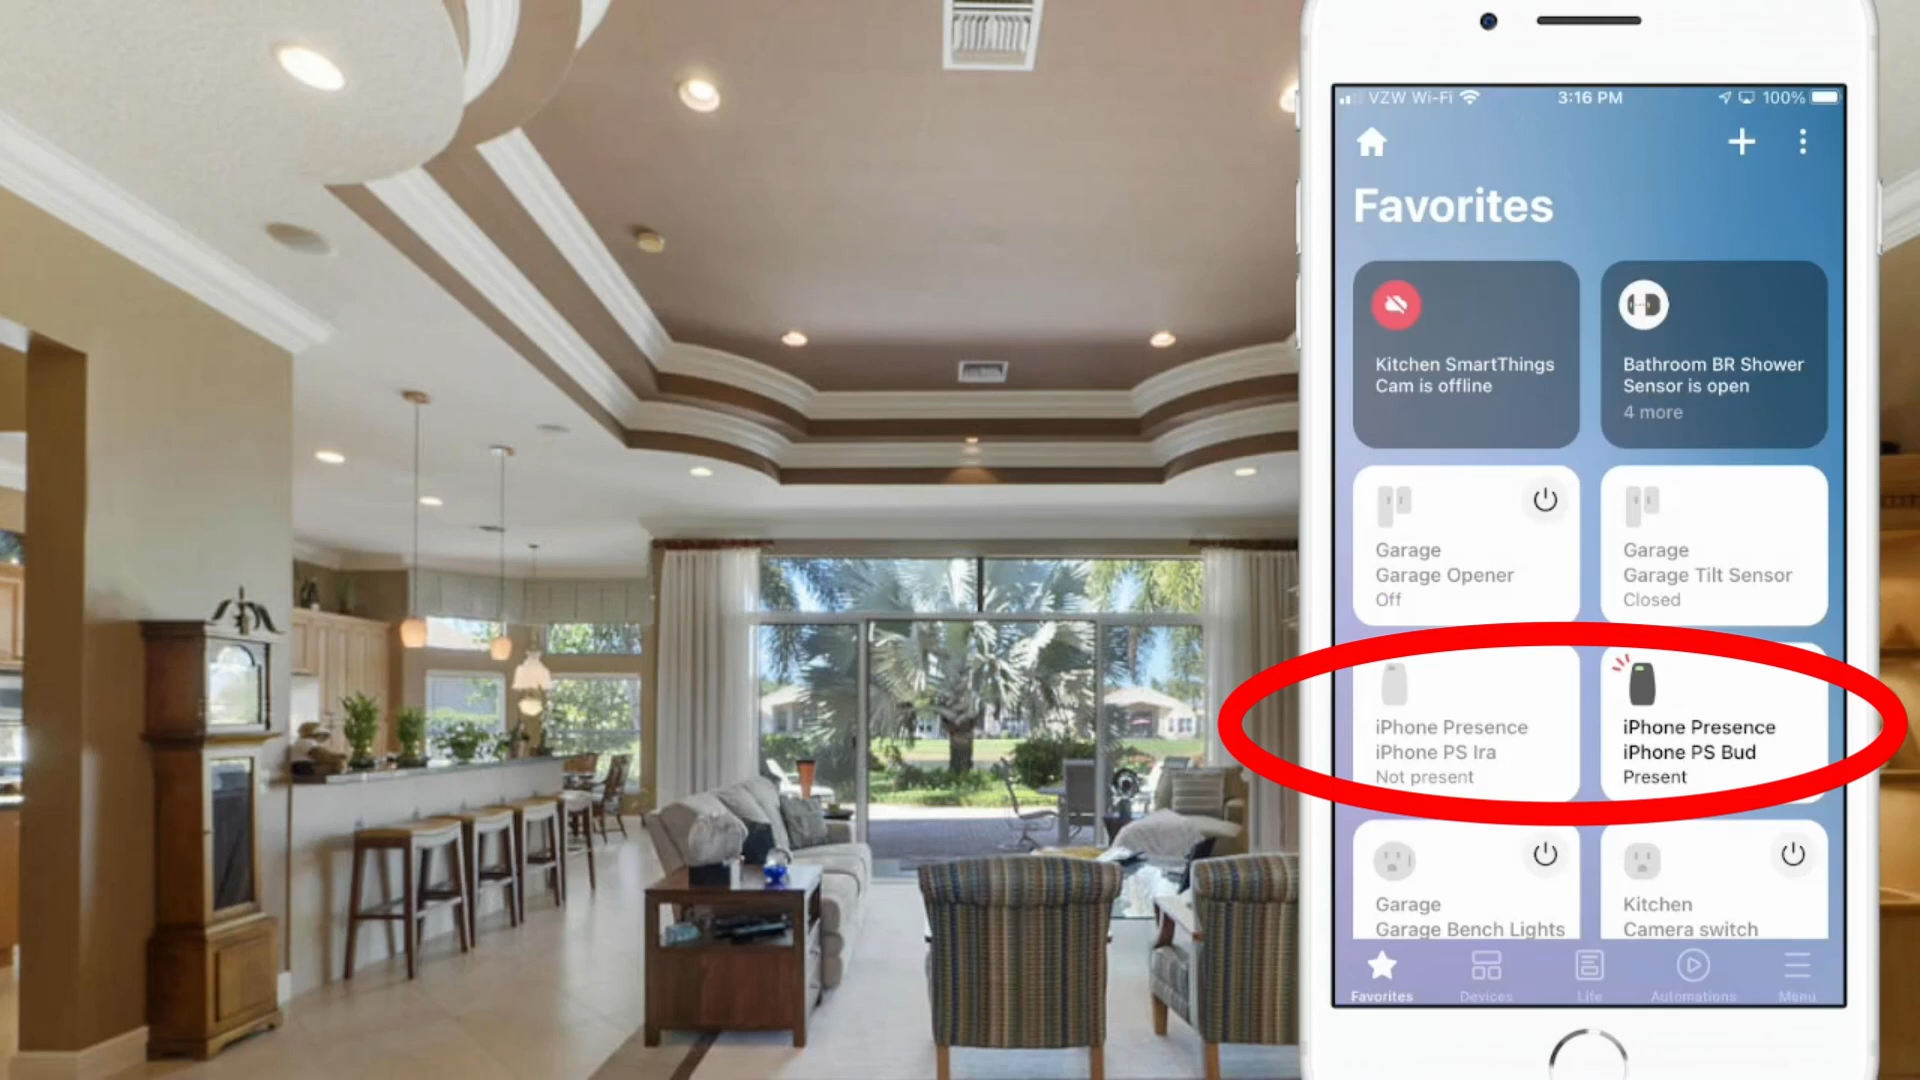 VZW Wi-Fi 3:16 PM 100%
Favorites
Kitchen SmartThings
Cam is offline
Bathroom BR Shower
Sensor is open
4 more
Garage
Garage Opener
Off
Garage
Garage Tilt Sensor
Closed
iPhone Presence
iPhone PS Ira
Not present
iPhone Presence
iPhone PS Bud
Present
Garage
Garage Bench Lights
Kitchen
Camera switch
Favorites Devices Life Automations Menu